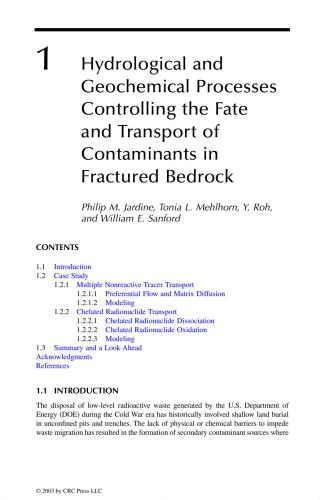 1
Hydrological and
Geochemical Processes
Controlling the Fate
and Transport of
Contaminants in
Fractured Bedrock
Philip M. Jardine, Tonia L. Mehlhorn, Y. Roh,
and William E. Sanford
CONTENTS
1.1 Introduction
1.2 Case Study
1.2.1 Multiple Nonreactive Tracer Transport
1.2.1.1 Preferential Flow and Matrix Diffusion
1.2.1.2 Modeling
1.2.2 Chelated Radionuclide Transport
1.2.2.1 Chelated Radionuclide Dissociation
1.2.2.2 Chelated Radionuclide Oxidation
1.2.2.3 Modeling
1.3 Summary and a Look Ahead
Acknowledgments
References
1.1 INTRODUCTION
The disposal of low-level radioactive waste generated by the U.S. Department of
Energy (DOE) during the Cold War era has historically involved shallow land burial
in unconfined pits and trenches. The lack of physical or chemical barriers to impede
waste migration has resulted in the formation of secondary contaminant sources where
© 2003 by CRC Press LLC